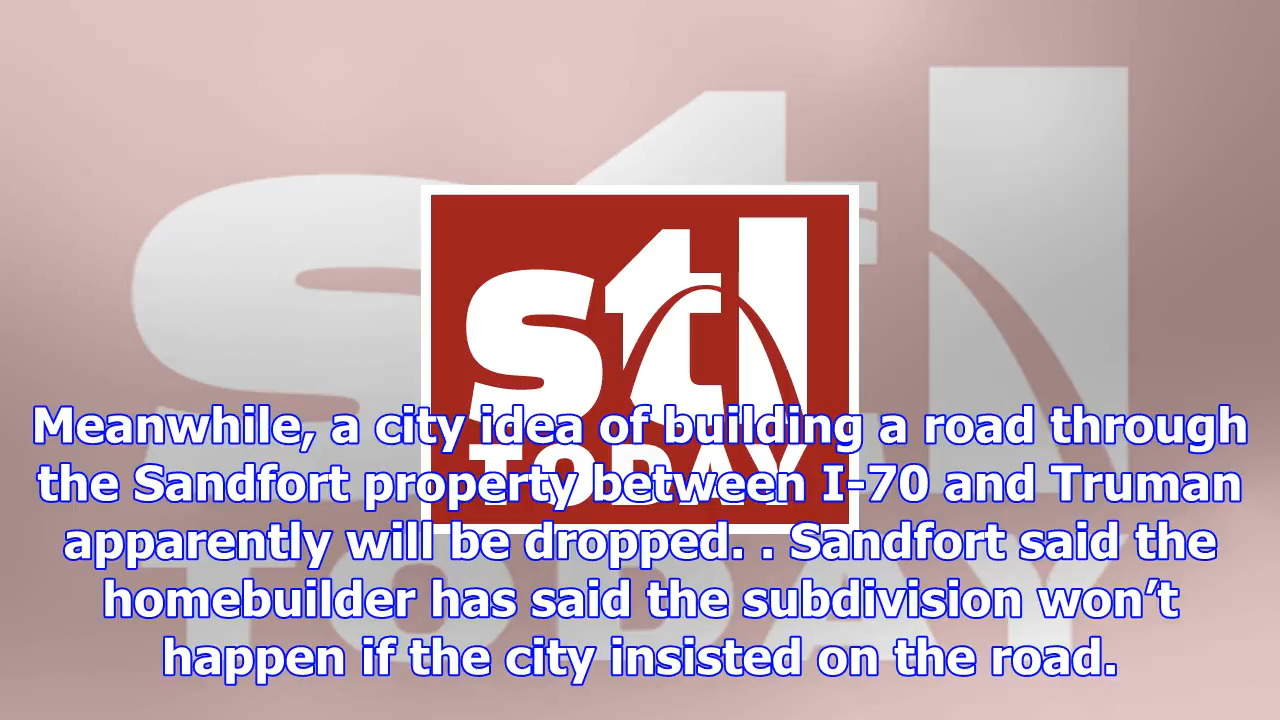 stl
TODAY
Meanwhile, a city idea of building a road through
the Sandfort property between I-70 and Truman
apparently will be dropped. . Sandfort said the
homebuilder has said the subdivision won’t
happen if the city insisted on the road.